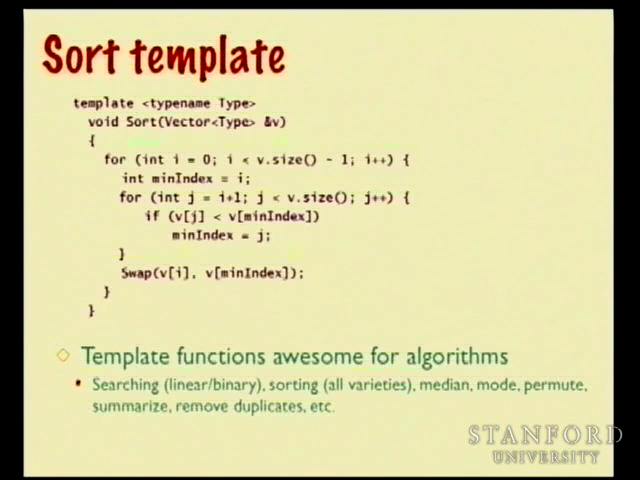 Sort template
template <typename Type>
void Sort(Vector<Type> &v)
{
for (int i = 0; i < v.size() - 1; i++) {
int minIndex = i;
for (int j = i+1; j < v.size(); j++) {
if (v[j] < v[minIndex])
minIndex = j;
}
Swap(v[i], v[minIndex]);
}
}
Template functions awesome for algorithms
Searching (linear/binary), sorting (all varieties), median, mode, permute,
summarize, remove duplicates, etc.
STANFORD
UNIVERSITY